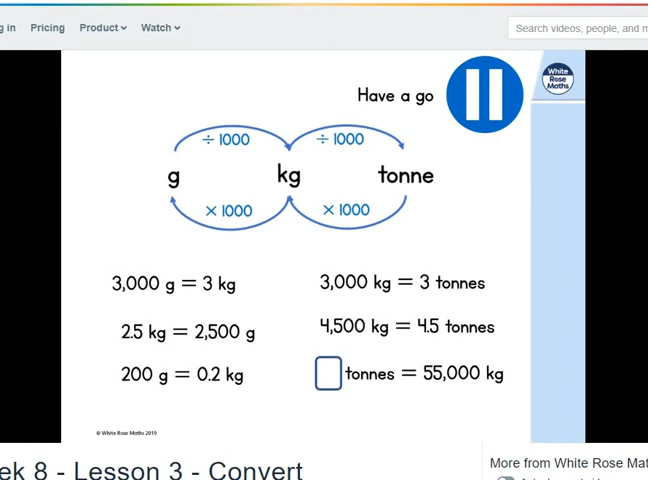 g in Pricing Product Watch Search videos, people, and m
Have a go
White
Rose
Maths
÷ 1000 ÷ 1000
g kg tonne
× 1000 × 1000
3,000 g = 3 kg
2.5 kg = 2,500 g
200 g = 0.2 kg
3,000 kg = 3 tonnes
4,500 kg = 4.5 tonnes
tonnes = 55,000 kg
© White Rose Maths 2019
ek 8 - Lesson 3 - Convert
More from White Rose Mat